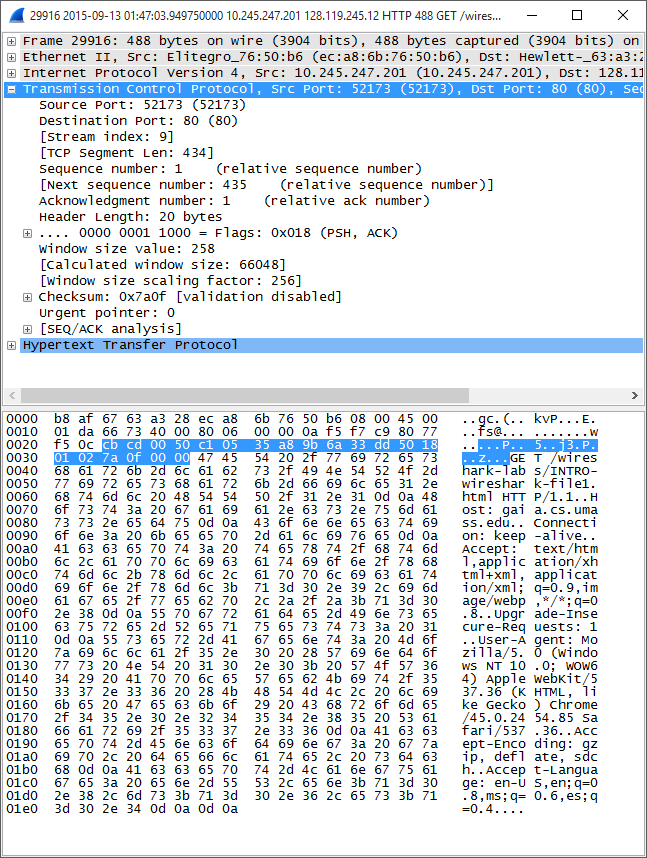 29916 2015-09-13 01:47:03.949750000 10.245.247.201 128.119.245.12 HTTP 488 GET /wires...
Frame 29916: 488 bytes on wire (3904 bits), 488 bytes captured (3904 bits) on
Ethernet II, Src: Elitegro_76:50:b6 (ec:a8:6b:76:50:b6), Dst: Hewlett-_63:a3:2
Internet Protocol Version 4, Src: 10.245.247.201 (10.245.247.201), Dst: 128.11
Transmission Control Protocol, Src Port: 52173 (52173), Dst Port: 80 (80), Seq
Source Port: 52173 (52173)
Destination Port: 80 (80)
[Stream index: 9]
[TCP Segment Len: 434]
Sequence number: 1    (relative sequence number)
[Next sequence number: 435    (relative sequence number)]
Acknowledgment number: 1    (relative ack number)
Header Length: 20 bytes
.... 0000 0001 1000 = Flags: 0x018 (PSH, ACK)
Window size value: 258
[Calculated window size: 66048]
[Window size scaling factor: 256]
Checksum: 0x7a0f [validation disabled]
Urgent pointer: 0
[SEQ/ACK analysis]
Hypertext Transfer Protocol
0000  b8 af 67 63 a3 28 ec a8  6b 76 50 b6 08 00 45 00   ..gc.(.. kvP...E.
0010  01 da 66 73 40 00 80 06  00 00 0a f5 f7 c9 80 77   ..fs@... .......w
0020  f5 0c cb cd 00 50 c1 05  35 a8 9b 6a 33 dd 50 18   .....P.. 5..j3.P.
0030  01 02 7a 0f 00 00 47 45  54 20 2f 77 69 72 65 73   ..z...GE T /wires
0040  68 61 72 6b 2d 6c 61 62  73 2f 49 4e 54 52 4f 2d   hark-lab s/INTRO-
0050  77 69 72 65 73 68 61 72  6b 2d 66 69 6c 65 31 2e   wireshar k-file1.
0060  68 74 6d 6c 20 48 54 54  50 2f 31 2e 31 0d 0a 48   html HTT P/1.1..H
0070  6f 73 74 3a 20 67 61 69  61 2e 63 73 2e 75 6d 61   ost: gai a.cs.uma
0080  73 73 2e 65 64 75 0d 0a  43 6f 6e 6e 65 63 74 69   ss.edu.. Connecti
0090  6f 6e 3a 20 6b 65 65 70  2d 61 6c 69 76 65 0d 0a   on: keep -alive..
00a0  41 63 63 65 70 74 3a 20  74 65 78 74 2f 68 74 6d   Accept:  text/htm
00b0  6c 2c 61 70 70 6c 69 63  61 74 69 6f 6e 2f 78 68   l,applic ation/xh
00c0  74 6d 6c 2b 78 6d 6c 2c  61 70 70 6c 69 63 61 74   tml+xml, applicat
00d0  69 6f 6e 2f 78 6d 6c 3b  71 3d 30 2e 39 2c 69 6d   ion/xml; q=0.9,im
00e0  61 67 65 2f 77 65 62 70  2c 2a 2f 2a 3b 71 3d 30   age/webp ,*/*;q=0
00f0  2e 38 0d 0a 55 70 67 72  61 64 65 2d 49 6e 73 65   .8..Upgr ade-Inse
0100  63 75 72 65 2d 52 65 71  75 65 73 74 73 3a 20 31   cure-Req uests: 1
0110  0d 0a 55 73 65 72 2d 41  67 65 6e 74 3a 20 4d 6f   ..User-A gent: Mo
0120  7a 69 6c 6c 61 2f 35 2e  30 20 28 57 69 6e 64 6f   zilla/5. 0 (Windo
0130  77 73 20 4e 54 20 31 30  2e 30 3b 20 57 4f 57 36   ws NT 10 .0; WOW6
0140  34 29 20 41 70 70 6c 65  57 65 62 4b 69 74 2f 35   4) Apple WebKit/5
0150  33 37 2e 33 36 20 28 4b  48 54 4d 4c 2c 20 6c 69   37.36 (K HTML, li
0160  6b 65 20 47 65 63 6b 6f  29 20 43 68 72 6f 6d 65   ke Gecko ) Chrome
0170  2f 34 35 2e 30 2e 32 34  35 34 2e 38 35 20 53 61   /45.0.24 54.85 Sa
0180  66 61 72 69 2f 35 33 37  2e 33 36 0d 0a 41 63 63   fari/537 .36..Acc
0190  65 70 74 2d 45 6e 63 6f  64 69 6e 67 3a 20 67 7a   ept-Enco ding: gz
01a0  69 70 2c 20 64 65 66 6c  61 74 65 2c 20 73 64 63   ip, defl ate, sdc
01b0  68 0d 0a 41 63 63 65 70  74 2d 4c 61 6e 67 75 61   h..Accep t-Langua
01c0  67 65 3a 20 65 6e 2d 55  53 2c 65 6e 3b 71 3d 30   ge: en-U S,en;q=0
01d0  2e 38 2c 6d 73 3b 71 3d  30 2e 36 2c 65 73 3b 71   .8,ms;q= 0.6,es;q
01e0  3d 30 2e 34 0d 0a 0d 0a   =0.4....